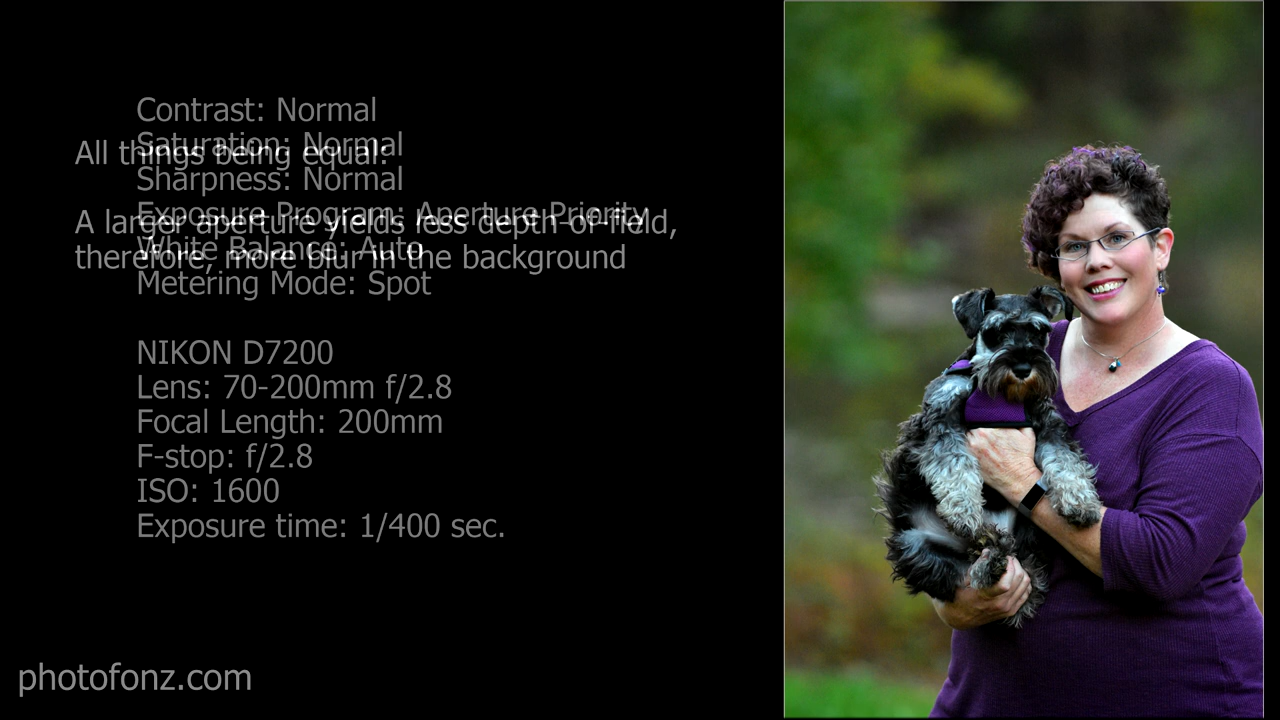 Contrast: Normal
Saturation: Normal
Sharpness: Normal
Exposure Program: Aperture Priority
White Balance: Auto
Metering Mode: Spot
NIKON D7200
Lens: 70-200mm f/2.8
Focal Length: 200mm
F-stop: f/2.8
ISO: 1600
Exposure time: 1/400 sec.
All things being equal:
A larger aperture yields less depth-of-field,
therefore, more blur in the background
photofonz.com